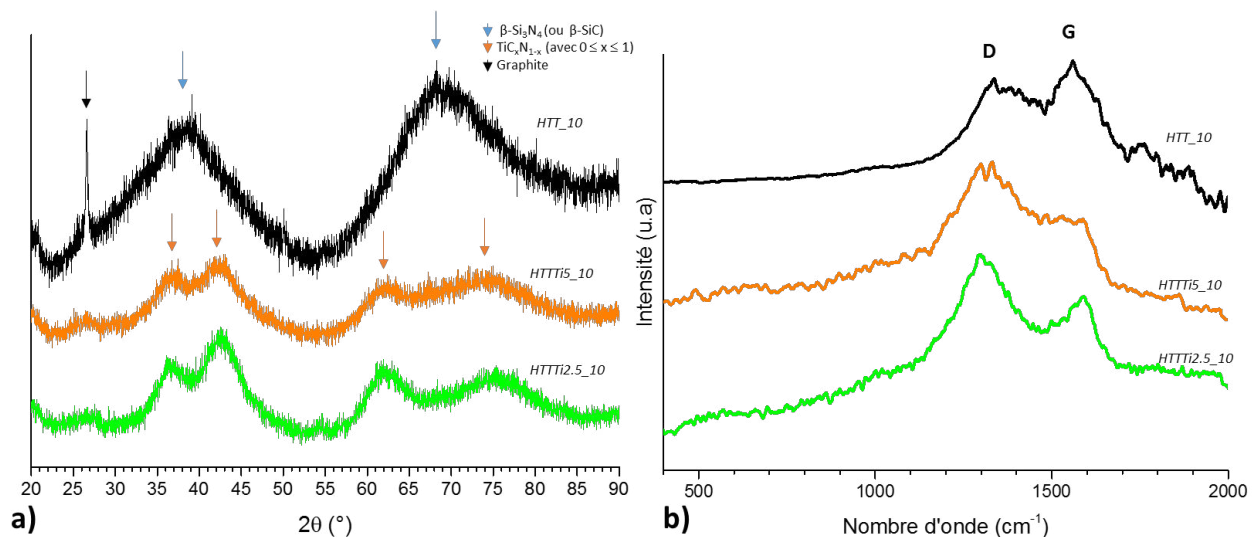 β-Si₃N₄ (ou β-SiC)
TiCₓN₁₋ₓ (avec 0 ≤ x ≤ 1)
Graphite
HTT_10
HTTTi5_10
HTTTi2.5_10
20 25 30 35 40 45 50 55 60 65 70 75 80 85 90
2θ (°)
a)
D G
HTT_10
HTTTi5_10
HTTTi2.5_10
Intensité (u.a)
500 1000 1500 2000
Nombre d'onde (cm⁻¹)
b)